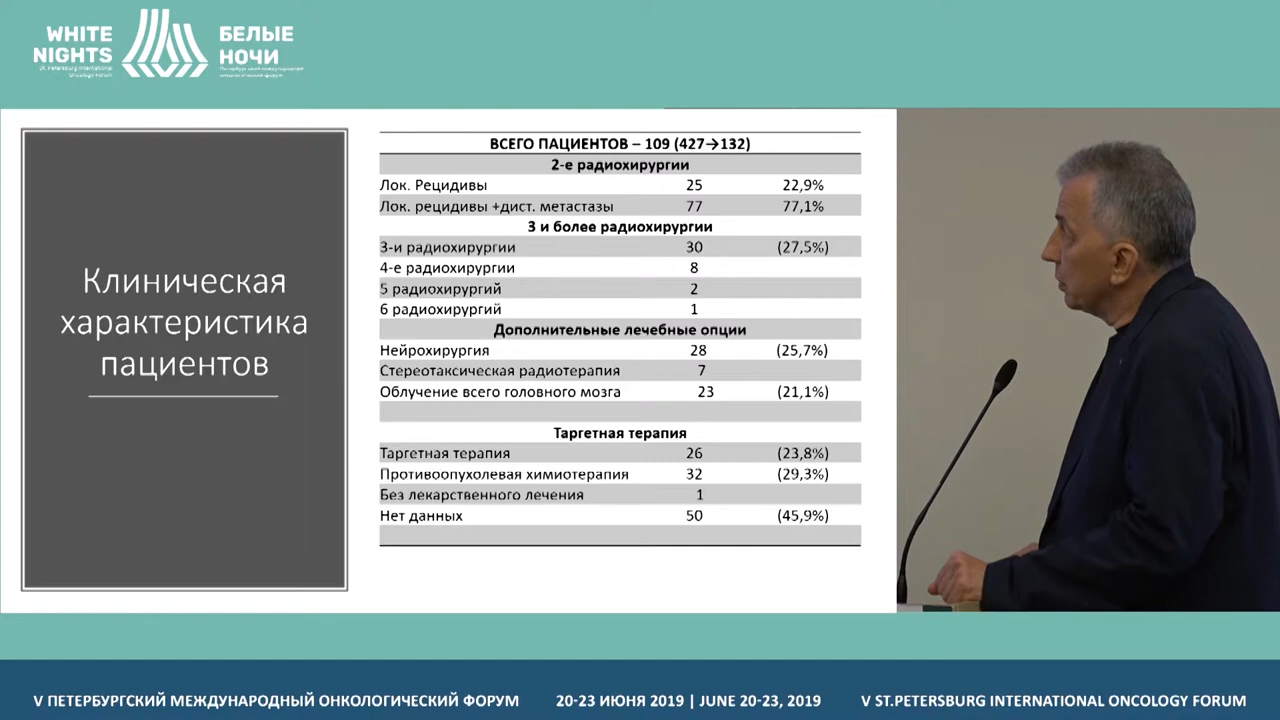 WHITE
NIGHTS
St. Petersburg International
Oncology Forum
БЕЛЫЕ
НОЧИ
Клиническая
характеристика
пациентов
ВСЕГО ПАЦИЕНТОВ – 109 (427→132)
2-е радиохирургии
Лок. Рецидивы 25 22,9%
Лок. рецидивы +дист. метастазы 77 77,1%
3 и более радиохирургии
3-и радиохирургии 30 (27,5%)
4-е радиохирургии 8
5 радиохирургий 2
6 радиохирургий 1
Дополнительные лечебные опции
Нейрохирургия 28 (25,7%)
Стереотаксическая радиотерапия 7
Облучение всего головного мозга 23 (21,1%)
Таргетная терапия
Таргетная терапия 26 (23,8%)
Противоопухолевая химиотерапия 32 (29,3%)
Без лекарственного лечения 1
Нет данных 50 (45,9%)
V ПЕТЕРБУРГСКИЙ МЕЖДУНАРОДНЫЙ ОНКОЛОГИЧЕСКИЙ ФОРУМ 20-23 ИЮНЯ 2019 | JUNE 20-23, 2019 V ST.PETERSBURG INTERNATIONAL ONCOLOGY FORUM